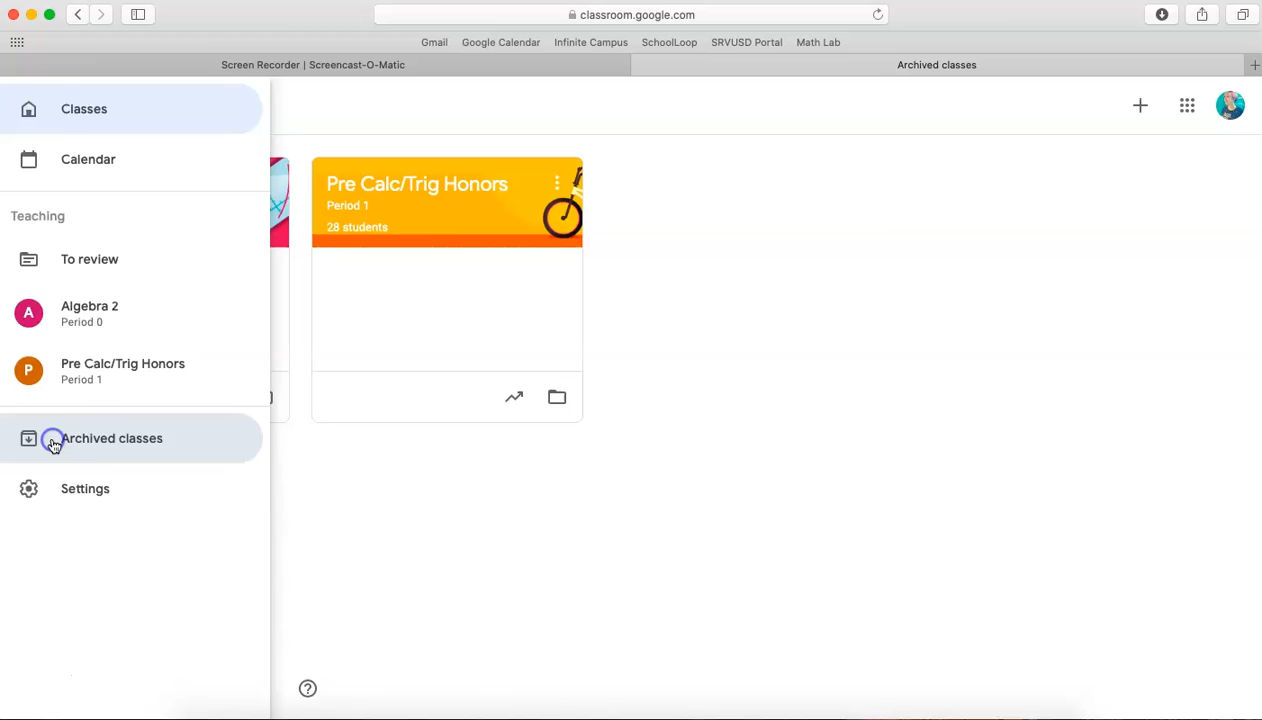 classroom.google.com
Gmail Google Calendar Infinite Campus SchoolLoop SRVUSD Portal Math Lab
Screen Recorder | Screencast-O-Matic
Archived classes
Classes
Calendar
Teaching
To review
A
Algebra 2
Period 0
P
Pre Calc/Trig Honors
Period 1
Archived classes
Settings
Pre Calc/Trig Honors
Period 1
28 students